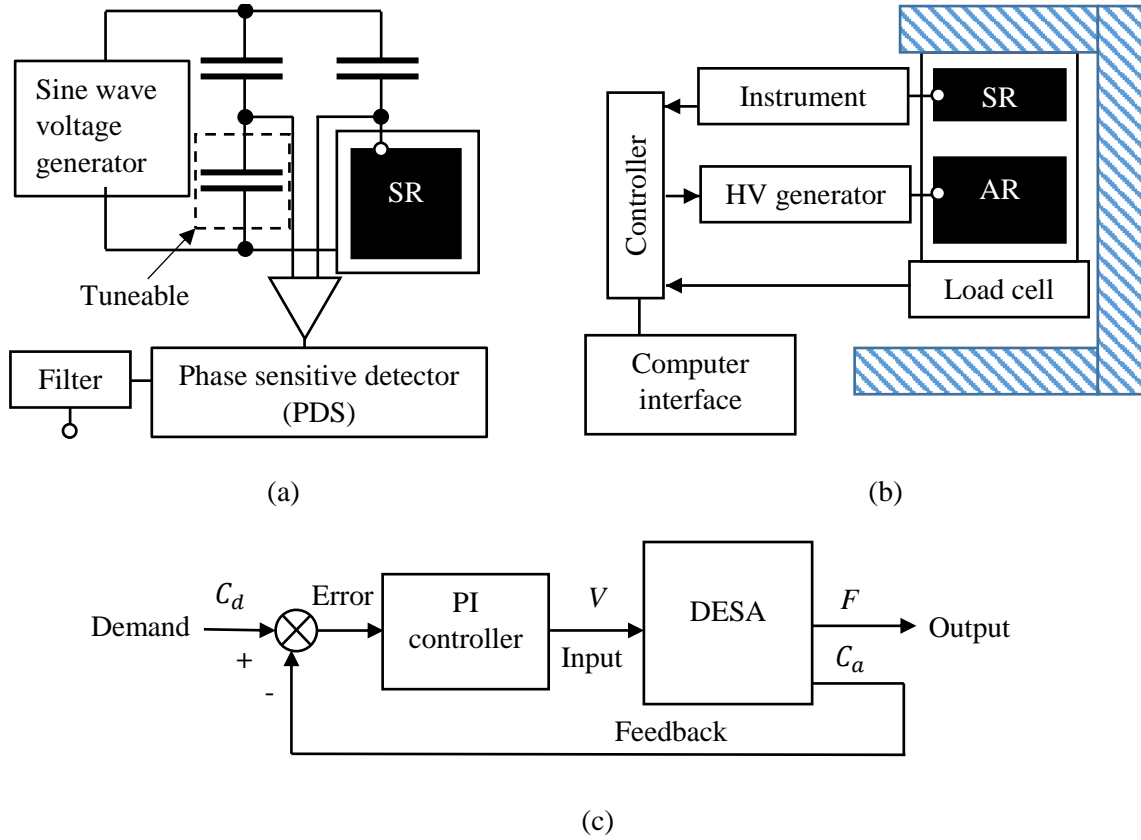 Sine wave
voltage
generator
SR
Tuneable
Filter
Phase sensitive detector
(PDS)
(a)
Instrument
SR
Controller
HV generator
AR
Load cell
Computer
interface
(b)
Demand
C_d
+
-
Error
PI
controller
V
Input
DESA
F
Output
C_a
Feedback
(c)